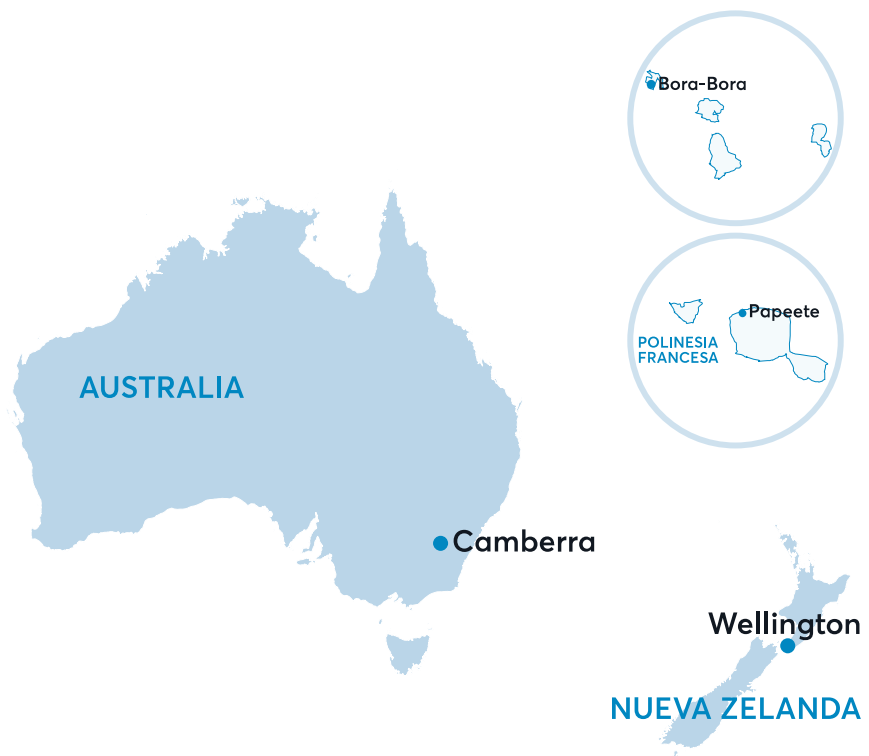 Bora-Bora
Papeete
POLINESIA
FRANCESA
AUSTRALIA
Camberra
Wellington
NUEVA ZELANDA